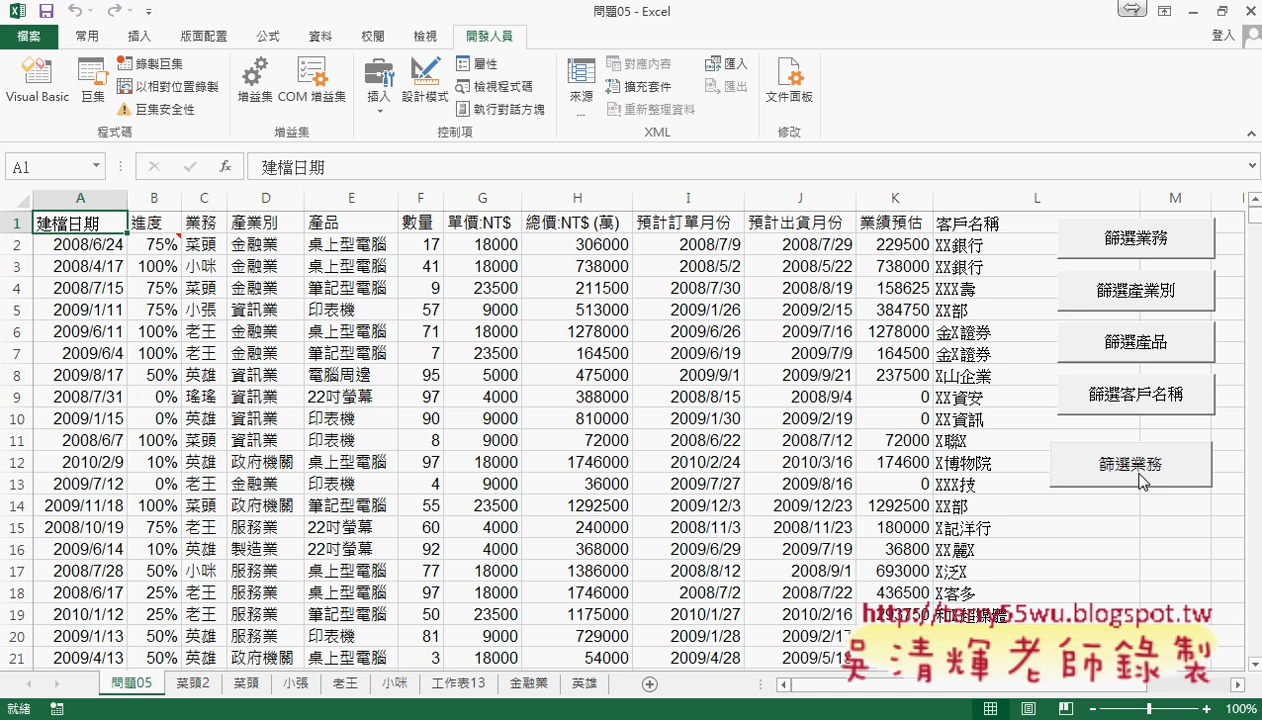 問題05 - Excel
檔案 常用 插入 版面配置 公式 資料 校閱 檢視 開發人員 登入
Visual Basic 巨集 錄製巨集 以相對位置錄製 巨集安全性 程式碼
增益集 COM 增益集 增益集
插入 設計模式 屬性 檢視程式碼 執行對話方塊 控制項
來源 ... 對應內容 擴充套件 重新整理資料 匯入 匯出 XML
文件面板 修改
A1 fx 建檔日期
A B C D E F G H I J K L M
1 建檔日期 進度 業務 產業別 產品 數量 單價:NT$ 總價:NT$ (萬) 預計訂單月份 預計出貨月份 業績預估 客戶名稱
2 2008/6/24 75% 菜頭 金融業 桌上型電腦 17 18000 306000 2008/7/9 2008/7/29 229500 XX銀行
3 2008/4/17 100% 小咪 金融業 桌上型電腦 41 18000 738000 2008/5/2 2008/5/22 738000 XX銀行
4 2008/7/15 75% 菜頭 金融業 筆記型電腦 9 23500 211500 2008/7/30 2008/8/19 158625 XXX壽
5 2009/1/11 75% 小張 資訊業 印表機 57 9000 513000 2009/1/26 2009/2/15 384750 XX部
6 2009/6/11 100% 老王 金融業 桌上型電腦 71 18000 1278000 2009/6/26 2009/7/16 1278000 金X證券
7 2009/6/4 100% 老王 金融業 筆記型電腦 7 23500 164500 2009/6/19 2009/7/9 164500 金X證券
8 2009/8/17 50% 英雄 資訊業 電腦周邊 95 5000 475000 2009/9/1 2009/9/21 237500 X山企業
9 2008/7/31 0% 瑤瑤 資訊業 22吋螢幕 97 4000 388000 2008/8/15 2008/9/4 0 XX資安
10 2009/1/15 0% 英雄 資訊業 印表機 90 9000 810000 2009/1/30 2009/2/19 0 XX資訊
11 2008/6/7 100% 菜頭 資訊業 印表機 8 9000 72000 2008/6/22 2008/7/12 72000 X聯X
12 2010/2/9 10% 英雄 政府機關 桌上型電腦 97 18000 1746000 2010/2/24 2010/3/16 174600 X博物院
13 2009/7/12 0% 老王 金融業 印表機 4 9000 36000 2009/7/27 2009/8/16 0 XXX技
14 2009/11/18 100% 菜頭 政府機關 筆記型電腦 55 23500 1292500 2009/12/3 2009/12/23 1292500 XX部
15 2008/10/19 75% 老王 服務業 22吋螢幕 60 4000 240000 2008/11/3 2008/11/23 180000 X記洋行
16 2009/6/14 10% 英雄 製造業 22吋螢幕 92 4000 368000 2009/6/29 2009/7/19 36800 XX麗X
17 2008/7/28 50% 小咪 服務業 桌上型電腦 77 18000 1386000 2008/8/12 2008/9/1 693000 X泛X
18 2008/6/17 25% 老王 服務業 桌上型電腦 97 18000 1746000 2008/7/2 2008/7/22 436500 X客多
19 2010/1/12 25% 老王 服務業 筆記型電腦 50 23500 1175000 2010/1/27 2010/2/16 293750
20 2009/1/13 50% 英雄 服務業 印表機 81 9000 729000 2009/1/28
21 2009/4/13 50% 英雄 政府機關 桌上型電腦 3 18000 54000 2009/4/28
篩選業務
篩選產業別
篩選產品
篩選客戶名稱
篩選業務
http://terry55wu.blogspot.tw
吳清輝老師錄製
問題05 菜頭2 菜頭 小張 老王 小咪 工作表13 金融業 英雄
就緒 100%